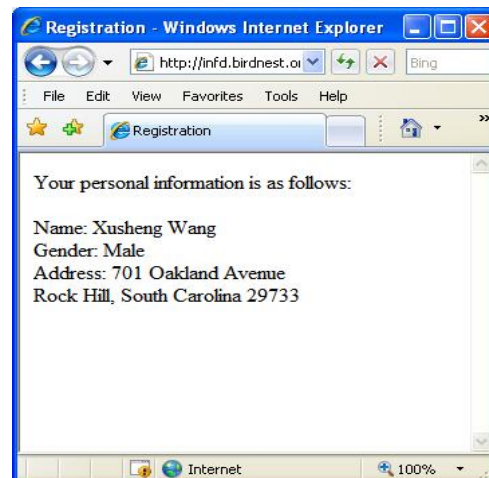 Registration - Windows Internet Explorer
http://infd.birdnest.or
Bing
File Edit View Favorites Tools Help
Registration
Your personal information is as follows:
Name: Xusheng Wang
Gender: Male
Address: 701 Oakland Avenue
Rock Hill, South Carolina 29733
Internet
100%